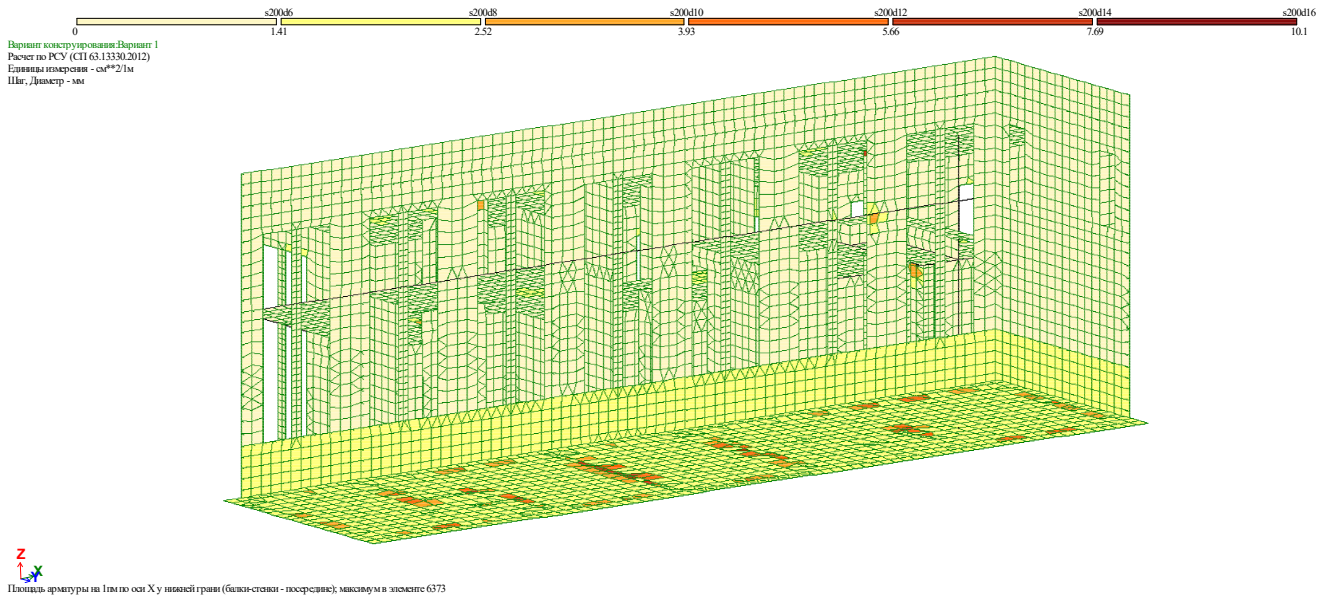 s200d6 s200d8 s200d10 s200d12 s200d14 s200d16
0 1.41 2.52 3.93 5.66 7.69 10.1
Вариант конструирования:Вариант 1
Расчет по РСУ (СП 63.13330.2012)
Единицы измерения - см**2/1м
Шаг, Диаметр - мм
Z
X
Y
Площадь арматуры на 1пм по оси X у нижней грани (балки-стенки - посередине); максимум в элементе 6373